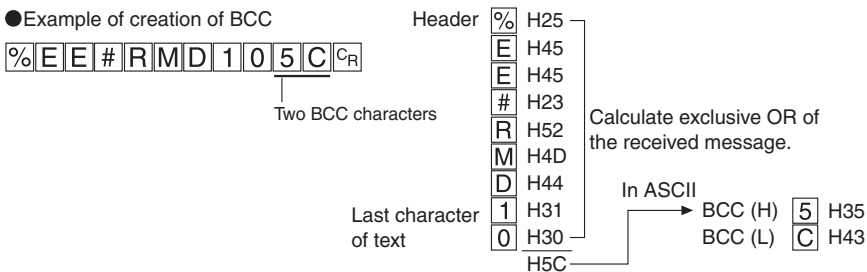 ●Example of creation of BCC
%EE#RMD105CCR
Two BCC characters
Header % H25
E H45
E H45
# H23
R H52
M H4D
D H44
Last character of text
1 H31
0 H30
H5C
Calculate exclusive OR of
the received message.
In ASCII
BCC (H) 5 H35
BCC (L) C H43